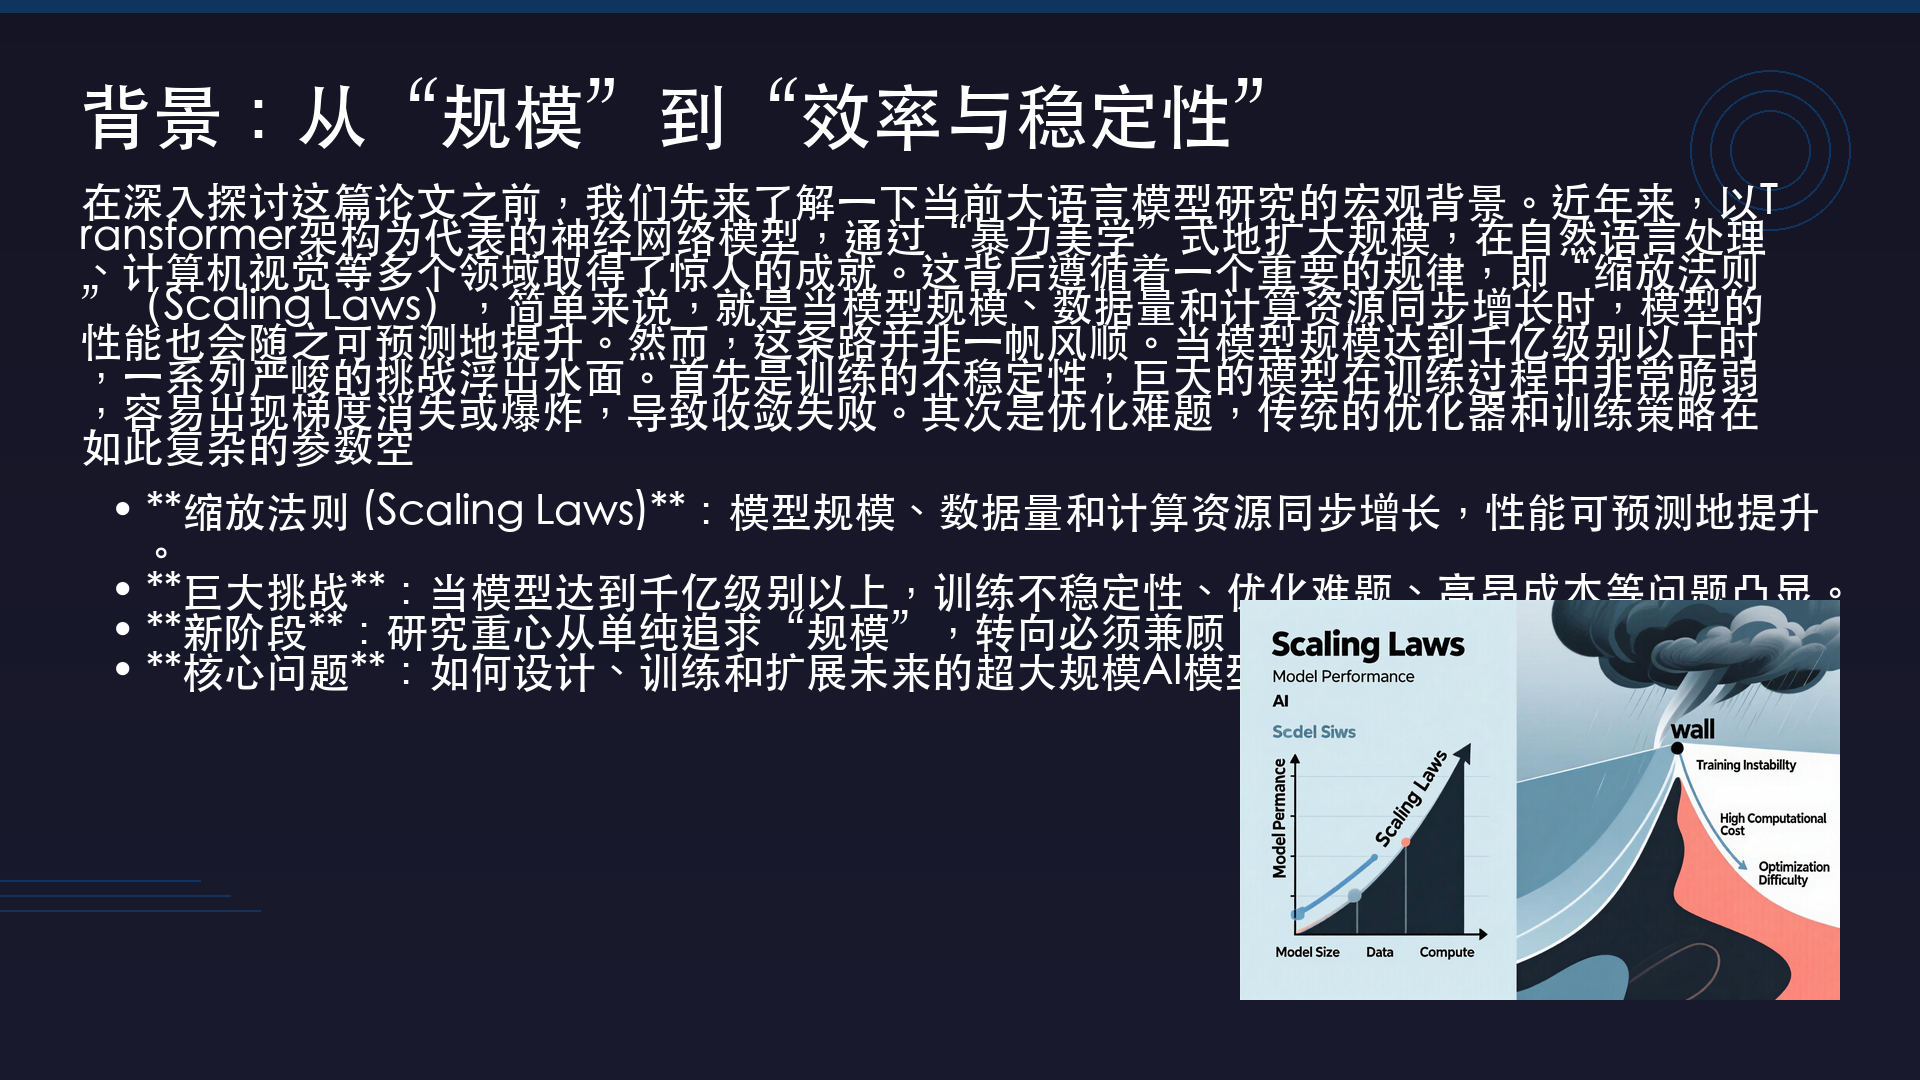 背景：从“规模”到“效率与稳定性”
在深入探讨这篇论文之前，我们先来了解一下当前大语言模型研究的宏观背景。近年来，以T
ransformer架构为代表的神经网络模型，通过“暴力美学”式地扩大规模，在自然语言处理
、计算机视觉等多个领域取得了惊人的成就。这背后遵循着一个重要的规律，即“缩放法则
”（Scaling Laws），简单来说，就是当模型规模、数据量和计算资源同步增长时，模型的
性能也会随之可预测地提升。然而，这条路并非一帆风顺。当模型规模达到千亿级别以上时
，一系列严峻的挑战浮出水面。首先是训练的不稳定性，巨大的模型在训练过程中非常脆弱
，容易出现梯度消失或爆炸，导致收敛失败。其次是优化难题，传统的优化器和训练策略在
如此复杂的参数空
• **缩放法则 (Scaling Laws)**：模型规模、数据量和计算资源同步增长，性能可预测地提升
。
• **巨大挑战**：当模型达到千亿级别以上，训练不稳定性、优化难题、高昂成本等问题凸显。
• **新阶段**：研究重心从单纯追求“规模”，转向必须兼顾
• **核心问题**：如何设计、训练和扩展未来的超大规模AI模型
Scaling Laws
Model Performance
AI
Scdel Siws
Model Permance
Scaling Laws
Model Size
Data
Compute
wall
Training Instability
High Computational
Cost
Optimization
Difficulty